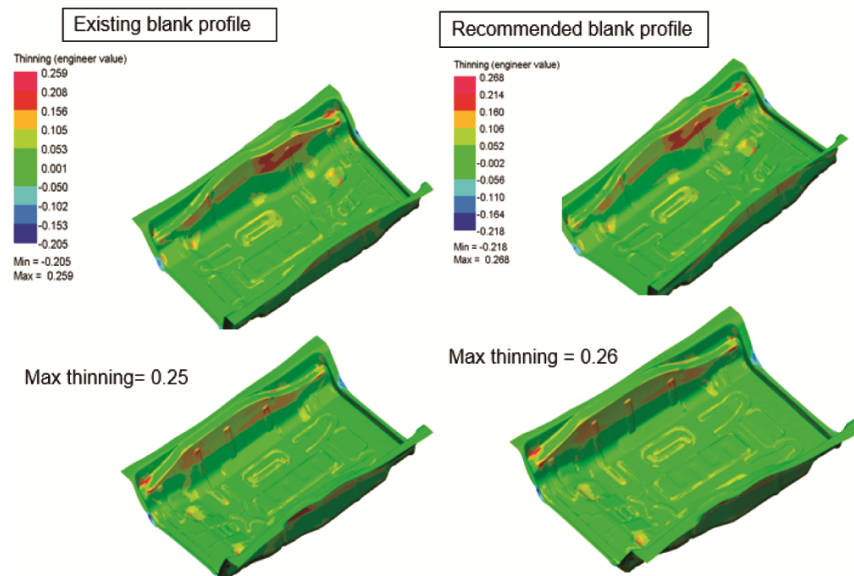 Existing blank profile
Recommended blank profile
Thinning (engineer value)
0.259
0.208
0.156
0.105
0.053
0.001
-0.050
-0.102
-0.153
-0.205
Min = -0.205
Max = 0.259
Thinning (engineer value)
0.268
0.214
0.160
0.106
0.052
-0.002
-0.056
-0.110
-0.164
-0.218
Min = -0.218
Max = 0.268
Max thinning= 0.25
Max thinning = 0.26